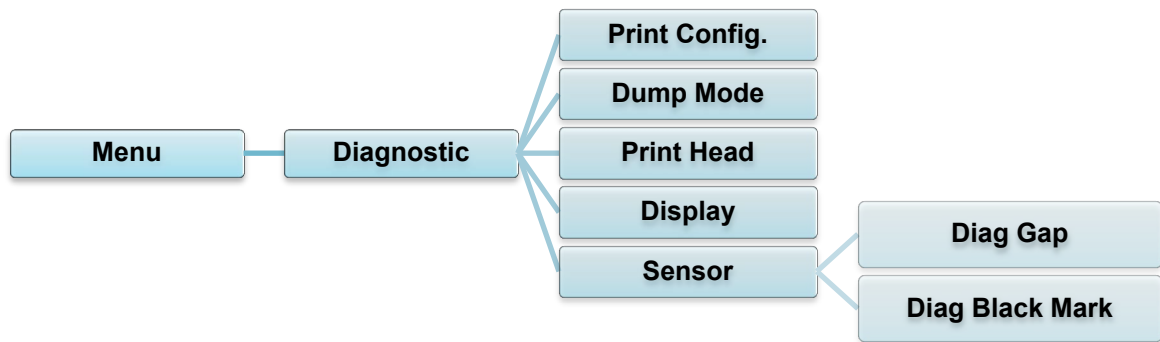 Menu
Diagnostic
Print Config.
Dump Mode
Print Head
Display
Sensor
Diag Gap
Diag Black Mark